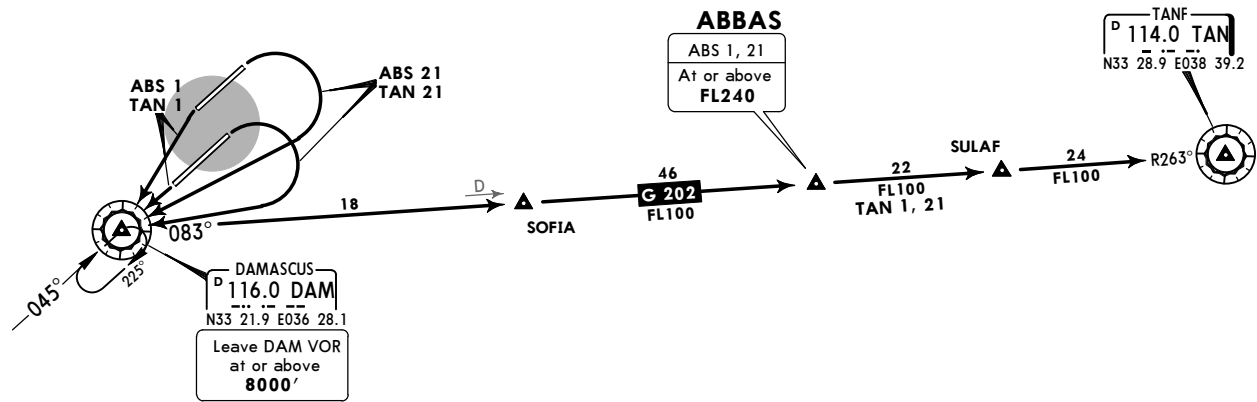 ABBAS
ABS 1, 21
At or above
FL240
TANF
D 114.0 TAN
N33 28.9 E038 39.2
ABS 1
TAN 1
ABS 21
TAN 21
SULAF
R263°
24
FL100
22
FL100
TAN 1, 21
46
G 202
FL100
D
SOFIA
18
083°
045°
225°
DAMASCUS
D 116.0 DAM
N33 21.9 E036 28.1
Leave DAM VOR
at or above
8000'